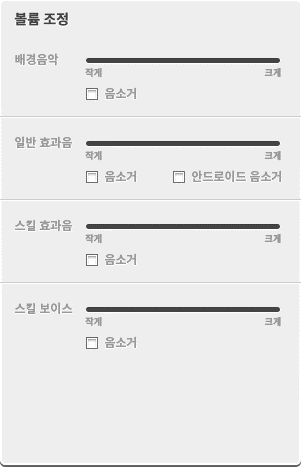 볼륨 조정
배경음악
작게 크게
음소거
일반 효과음
작게 크게
음소거 안드로이드 음소거
스킬 효과음
작게 크게
음소거
스킬 보이스
작게 크게
음소거